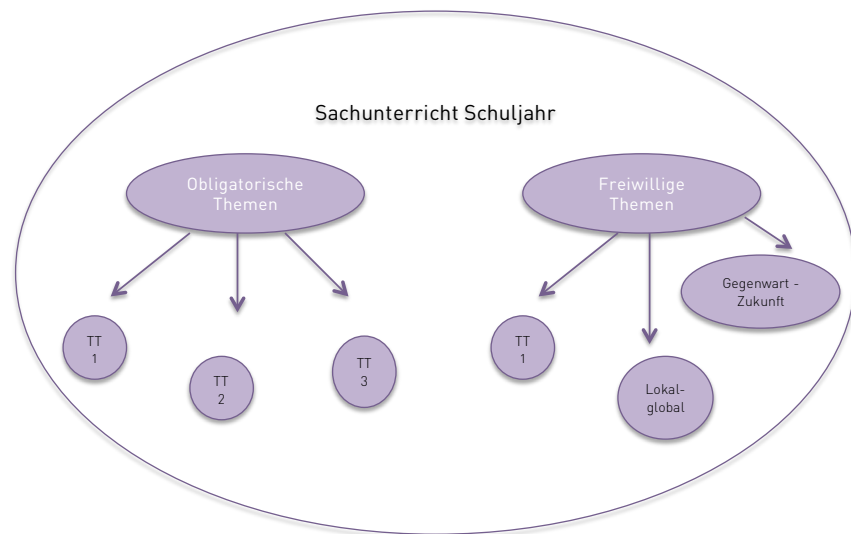 Sachunterricht Schuljahr
Obligatorische
Themen
Freiwillige
Themen
Gegenwart -
Zukunft
TT
1
TT
2
TT
3
TT
1
Lokal-
global